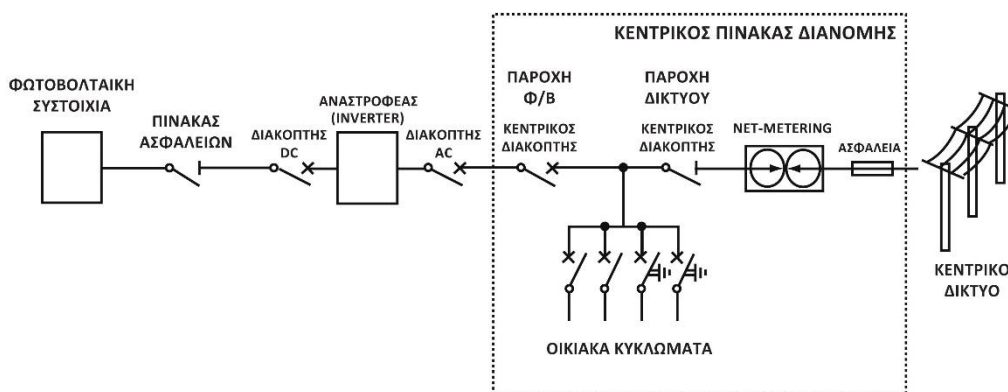 ΚΕΝΤΡΙΚΟΣ ΠΙΝΑΚΑΣ ΔΙΑΝΟΜΗΣ
ΦΩΤΟΒΟΛΤΑΙΚΗ
ΣΥΣΤΟΙΧΙΑ
ΠΙΝΑΚΑΣ
ΑΣΦΑΛΕΙΩΝ
ΔΙΑΚΟΠΤΗΣ
DC
ΑΝΑΣΤΡΟΦΕΑΣ
(INVERTER)
ΔΙΑΚΟΠΤΗΣ
AC
ΠΑΡΟΧΗ
Φ/Β
ΚΕΝΤΡΙΚΟΣ
ΔΙΑΚΟΠΤΗΣ
ΠΑΡΟΧΗ
ΔΙΚΤΥΟΥ
ΚΕΝΤΡΙΚΟΣ
ΔΙΑΚΟΠΤΗΣ
NET-METERING
ΑΣΦΑΛΕΙΑ
ΚΕΝΤΡΙΚΟ
ΔΙΚΤΥΟ
ΟΙΚΙΑΚΑ ΚΥΚΛΩΜΑΤΑ